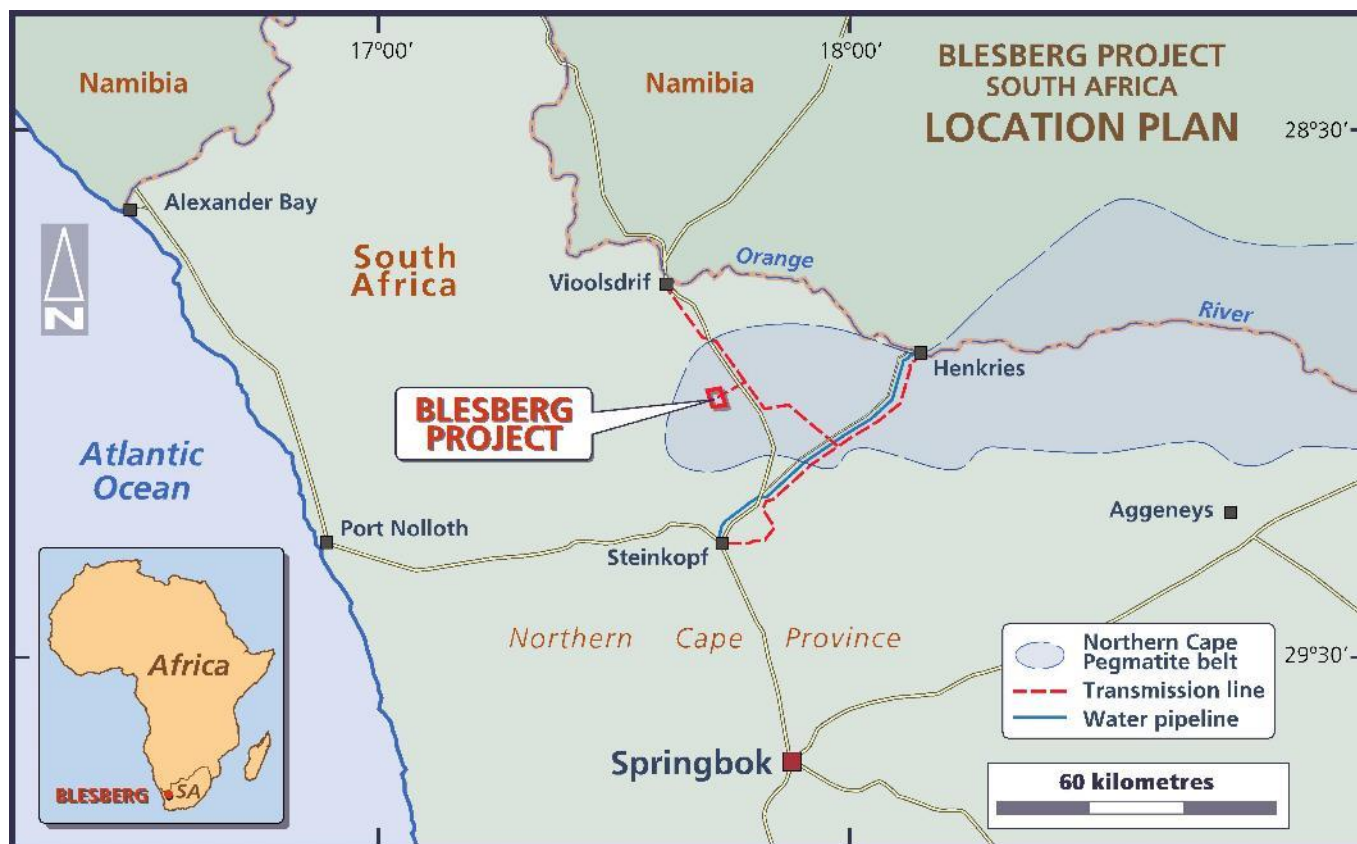 17°00'
18°00'
BLESBERG PROJECT
SOUTH AFRICA
LOCATION PLAN
Namibia
Namibia
28°30'
Alexander Bay
N
South
Africa
Vioolsdrif
Orange
River
Henkries
BLESBERG
PROJECT
Atlantic
Ocean
Port Nolloth
Steinkopf
Aggeneys
Northern Cape Province
Northern Cape
Pegmatite belt
Transmission line
Water pipeline
29°30'
Africa
SA
BLESBERG
Springbok
60 kilometres